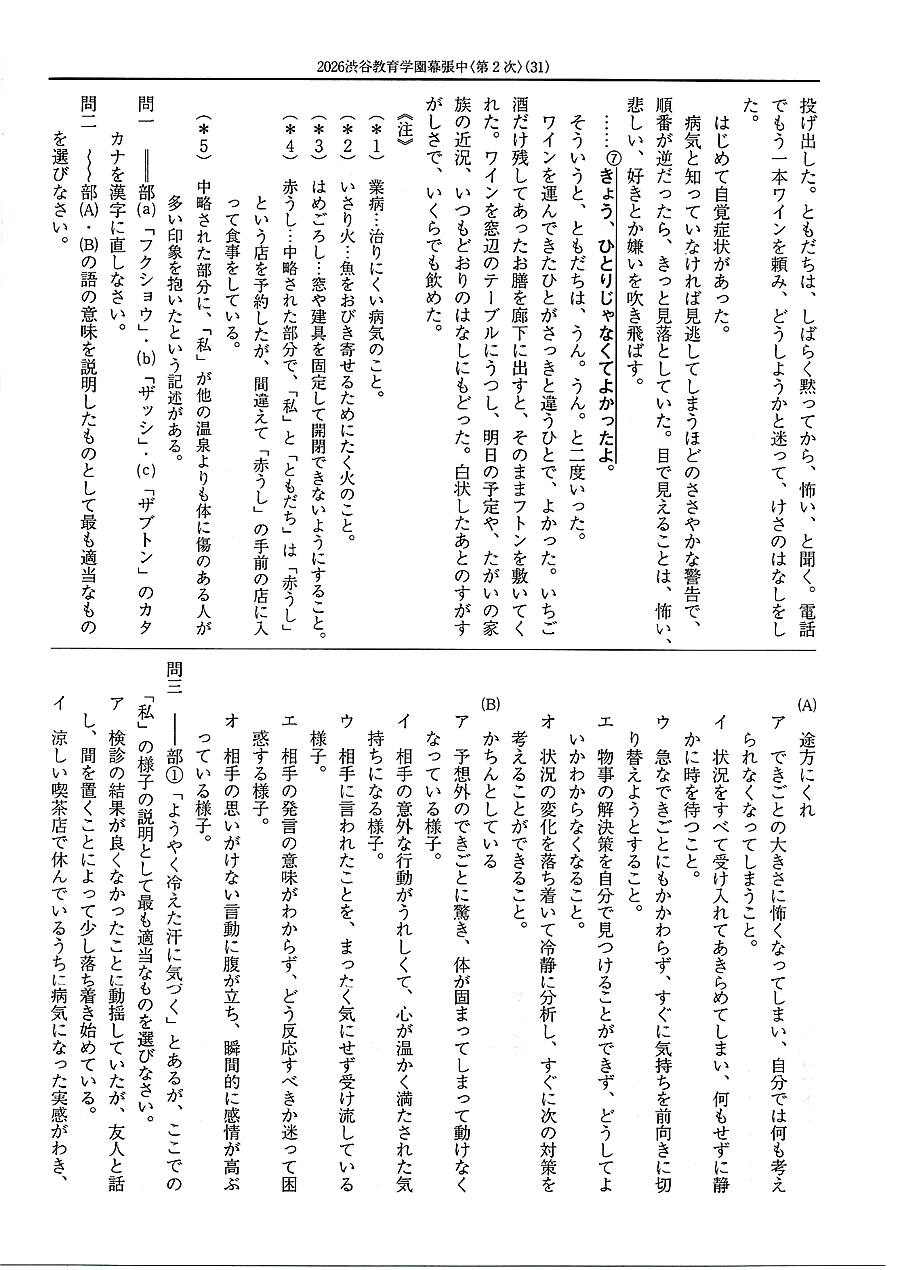 2026渋谷教育学園幕張中〈第2次〉(31)
投げ出した。ともだちは、しばらく黙ってから、怖い、と聞く。電話
でもう一本ワインを頼み、どうしようかと迷って、けさのはなしをし
た。
はじめて自覚症状があった。
病気と知っていなければ見逃してしまうほどのささやかな警告で、
順番が逆だったら、きっと見落としていた。目で見えることは、怖い、
悲しい、好きとか嫌いを吹き飛ばす。
……⑦きょう、ひとりじゃなくてよかったよ。
そういうと、ともだちは、うん。うん。と二度いった。
ワインを運んできたひとがさっきと違うひとで、よかった。いちご
酒だけ残してあったお膳を廊下に出すと、そのままフトンを敷いてく
れた。ワインを窓辺のテーブルにうつし、明日の予定や、たがいの家
族の近況、いつもどおりのはなしにもどった。白状したあとのすがす
がしさで、いくらでも飲めた。
《注》
(＊1) 業病…治りにくい病気のこと。
(＊2) いさり火…魚をおびき寄せるためにたく火のこと。
(＊3) はめごろし…窓や建具を固定して開閉できないようにすること。
(＊4) 赤うし…中略された部分で、「私」と「ともだち」は「赤うし」
という店を予約したが、間違えて「赤うし」の手前の店に入
って食事をしている。
(＊5) 中略された部分に、「私」が他の温泉よりも体に傷のある人が
多い印象を抱いたという記述がある。
問一 ＝＝部(a)「フクショウ」・(b)「ザッシ」・(c)「ザブトン」のカタ
カナを漢字に直しなさい。
問二 〜〜部(A)・(B)の語の意味を説明したものとして最も適当なもの
を選びなさい。
(A) 途方にくれ
ア できごとの大きさに怖くなってしまい、自分では何も考え
られなくなってしまうこと。
イ 状況をすべて受け入れてあきらめてしまい、何もせずに静
かに時を待つこと。
ウ 急なできごとにもかかわらず、すぐに気持ちを前向きに切
り替えようとすること。
エ 物事の解決策を自分で見つけることができず、どうしてよ
いかわからなくなること。
オ 状況の変化を落ち着いて冷静に分析し、すぐに次の対策を
考えることができること。
(B) かちんとしている
ア 予想外のできごとに驚き、体が固まってしまって動けなく
なっている様子。
イ 相手の意外な行動がうれしくて、心が温かく満たされた気
持ちになる様子。
ウ 相手に言われたことを、まったく気にせず受け流している
様子。
エ 相手の発言の意味がわからず、どう反応すべきか迷って困
惑する様子。
オ 相手の思いがけない言動に腹が立ち、瞬間的に感情が高ぶ
っている様子。
問三 ――部①「ようやく冷えた汗に気づく」とあるが、ここでの
「私」の様子の説明として最も適当なものを選びなさい。
ア 検診の結果が良くなかったことに動揺していたが、友人と話
し、間を置くことによって少し落ち着き始めている。
イ 涼しい喫茶店で休んでいるうちに病気になった実感がわき、